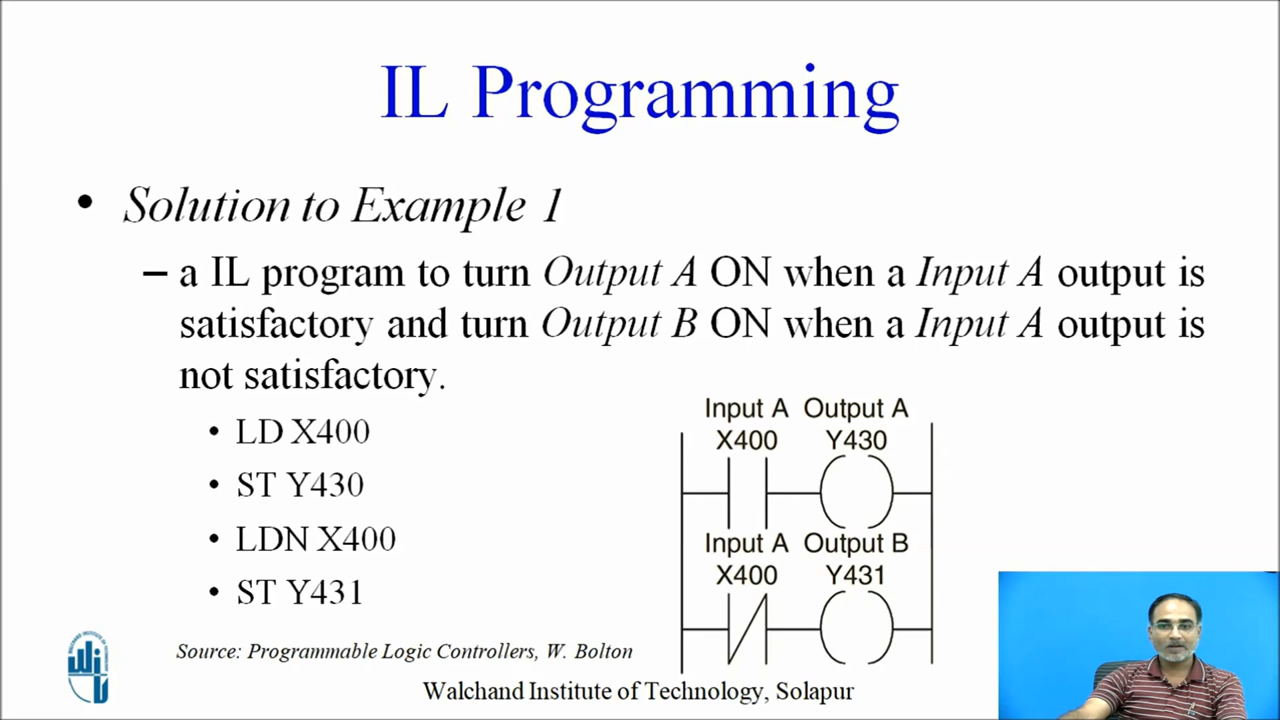 IL Programming
• Solution to Example 1
– a IL program to turn Output A ON when a Input A output is
satisfactory and turn Output B ON when a Input A output is
not satisfactory.
• LD X400
• ST Y430
• LDN X400
• ST Y431
Input A Output A
X400 Y430
Input A Output B
X400 Y431
Source: Programmable Logic Controllers, W. Bolton
Walchand Institute of Technology, Solapur